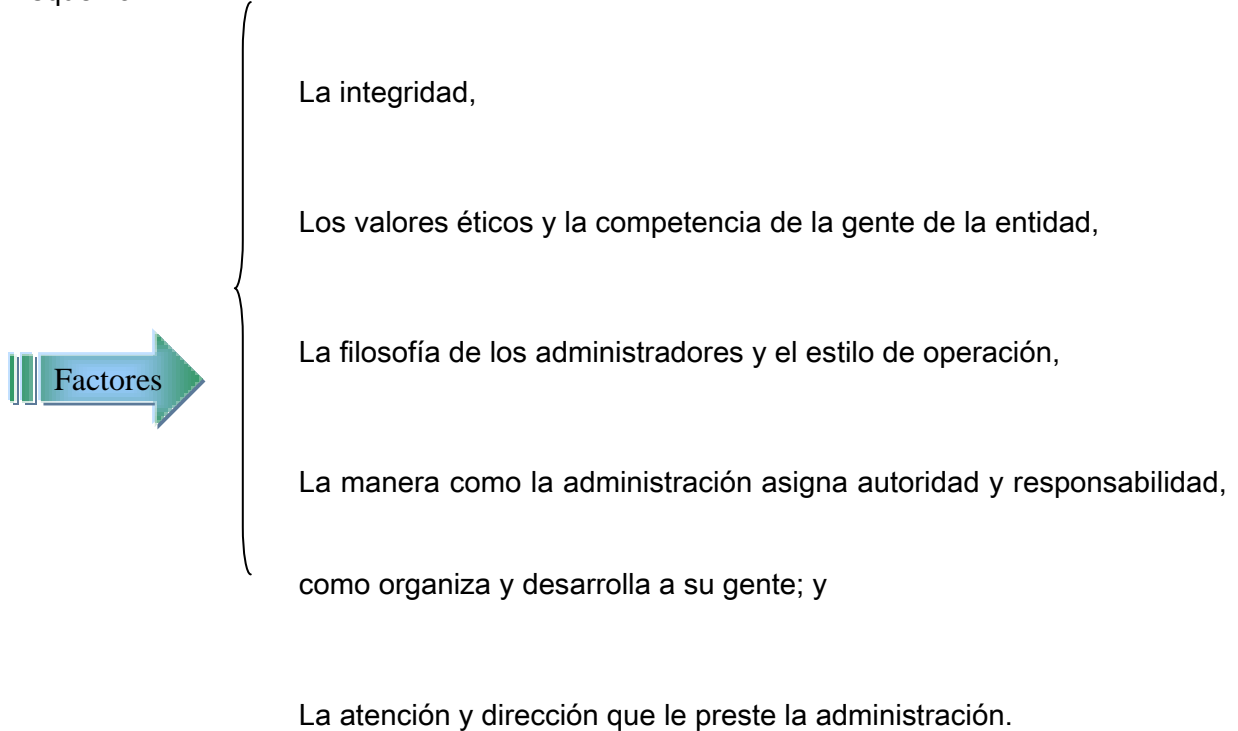 La integridad,
Los valores éticos y la competencia de la gente de la entidad,
La filosofía de los administradores y el estilo de operación,
Factores
La manera como la administración asigna autoridad y responsabilidad,
como organiza y desarrolla a su gente; y
La atención y dirección que le preste la administración.